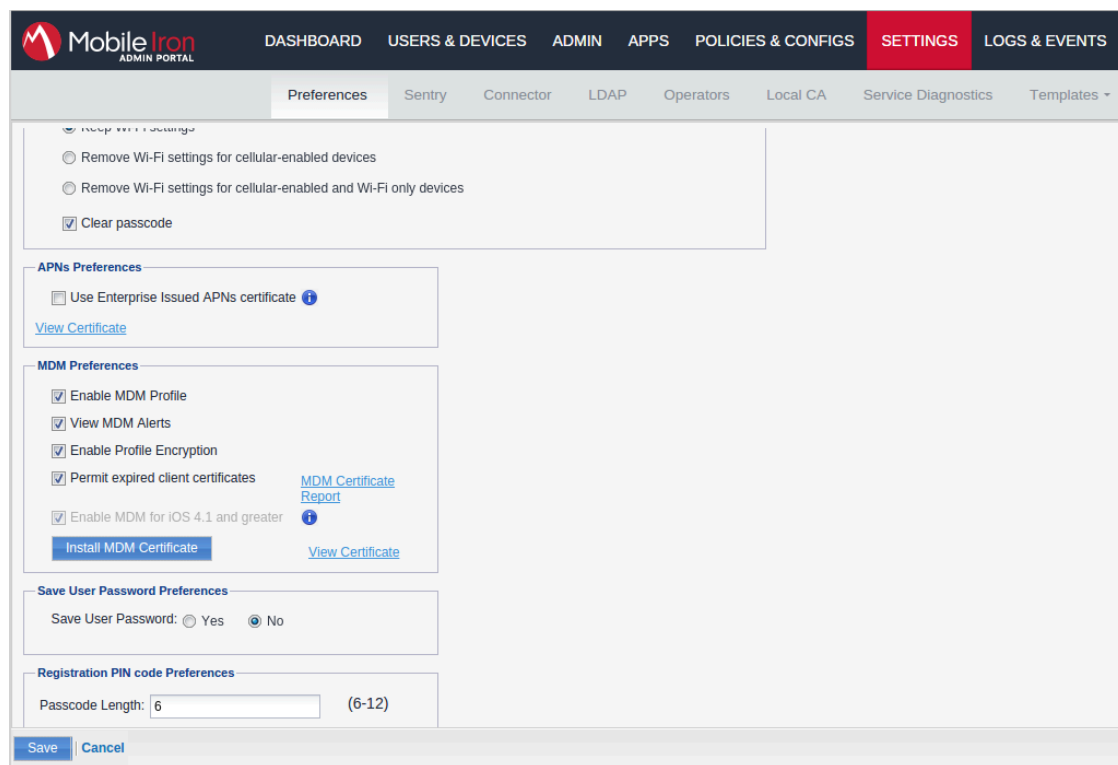 Mobile Iron
ADMIN PORTAL
DASHBOARD USERS & DEVICES ADMIN APPS POLICIES & CONFIGS SETTINGS LOGS & EVENTS
Preferences Sentry Connector LDAP Operators Local CA Service Diagnostics Templates
Keep Wi-Fi settings
Remove Wi-Fi settings for cellular-enabled devices
Remove Wi-Fi settings for cellular-enabled and Wi-Fi only devices
Clear passcode
APNs Preferences
Use Enterprise Issued APNs certificate
View Certificate
MDM Preferences
Enable MDM Profile
View MDM Alerts
Enable Profile Encryption
Permit expired client certificates
MDM Certificate
Report
Enable MDM for iOS 4.1 and greater
Install MDM Certificate
View Certificate
Save User Password Preferences
Save User Password: Yes No
Registration PIN code Preferences
Passcode Length: 6 (6-12)
Save | Cancel